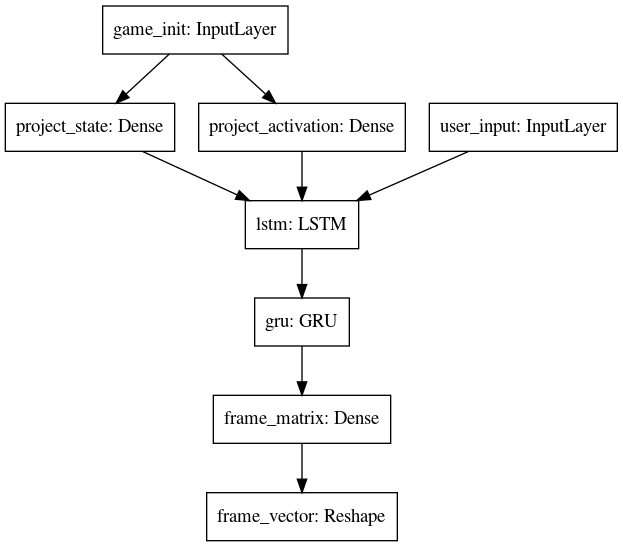 game_init: InputLayer
project_state: Dense
project_activation: Dense
user_input: InputLayer
lstm: LSTM
gru: GRU
frame_matrix: Dense
frame_vector: Reshape